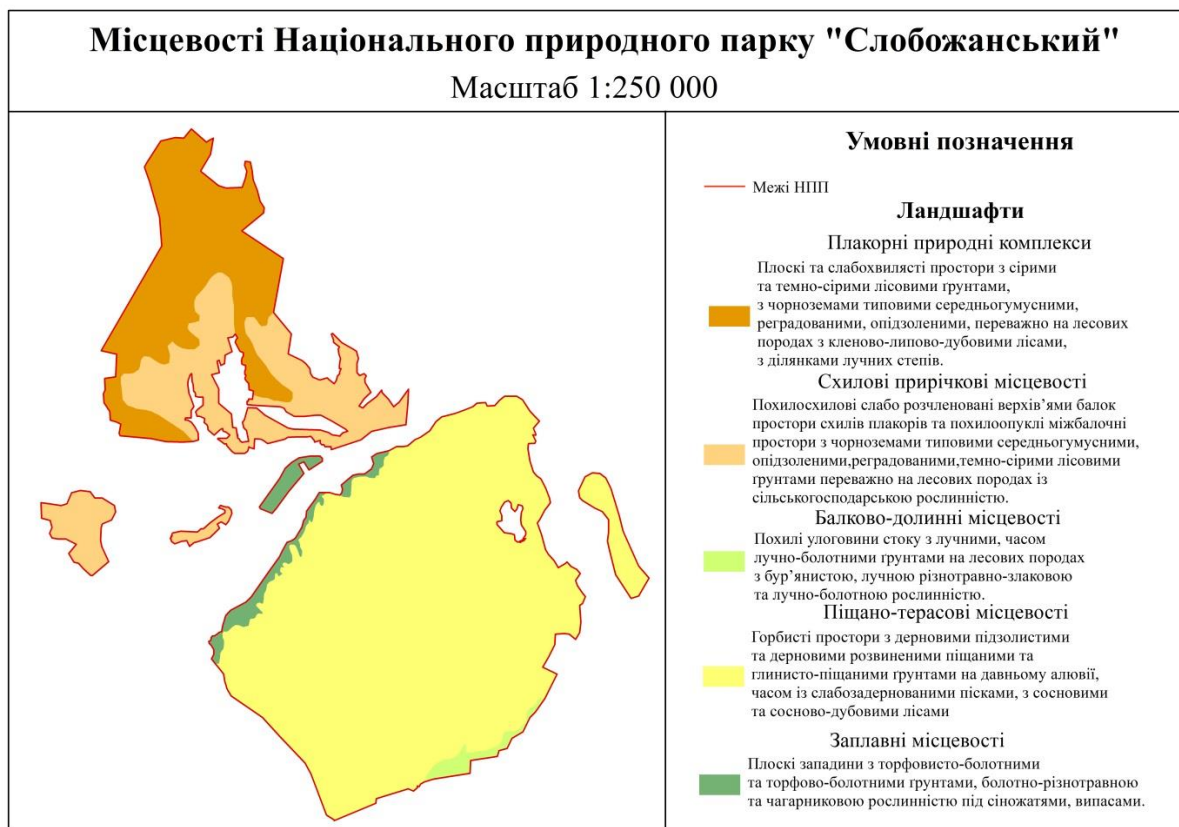 Місцевості Національного природного парку "Слобожанський"
Масштаб 1:250 000
Умовні позначення
Межі НПП
Ландшафти
Плакорні природні комплекси
Плоскі та слабохвилясті простори з сірими
та темно-сірими лісовими ґрунтами,
з чорноземами типовими середньогумусними,
реградованими, опідзоленими, переважно на лесових
породах з кленово-липово-дубовими лісами,
з ділянками лучних степів.
Схилові прирічкові місцевості
Похилосхилові слабо розчленовані верхів’ями балок
простори схилів плакорів та похилоопуклі міжбалочні
простори з чорноземами типовими середньогумусними,
опідзоленими,реградованими,темно-сірими лісовими
ґрунтами переважно на лесових породах із
сільськогосподарською рослинністю.
Балково-долинні місцевості
Похилі улоговини стоку з лучними, часом
лучно-болотними ґрунтами на лесових породах
з бур’янистою, лучною різнотравно-злаковою
та лучно-болотною рослинністю.
Піщано-терасові місцевості
Горбисті простори з дерновими підзолистими
та дерновими розвиненими піщаними та
глинисто-піщаними ґрунтами на давньому алювії,
часом із слабозадернованими пісками, з сосновими
та сосново-дубовими лісами
Заплавні місцевості
Плоскі западини з торфовисто-болотними
та торфово-болотними ґрунтами, болотно-різнотравною
та чагарниковою рослинністю під сіножатями, випасами.